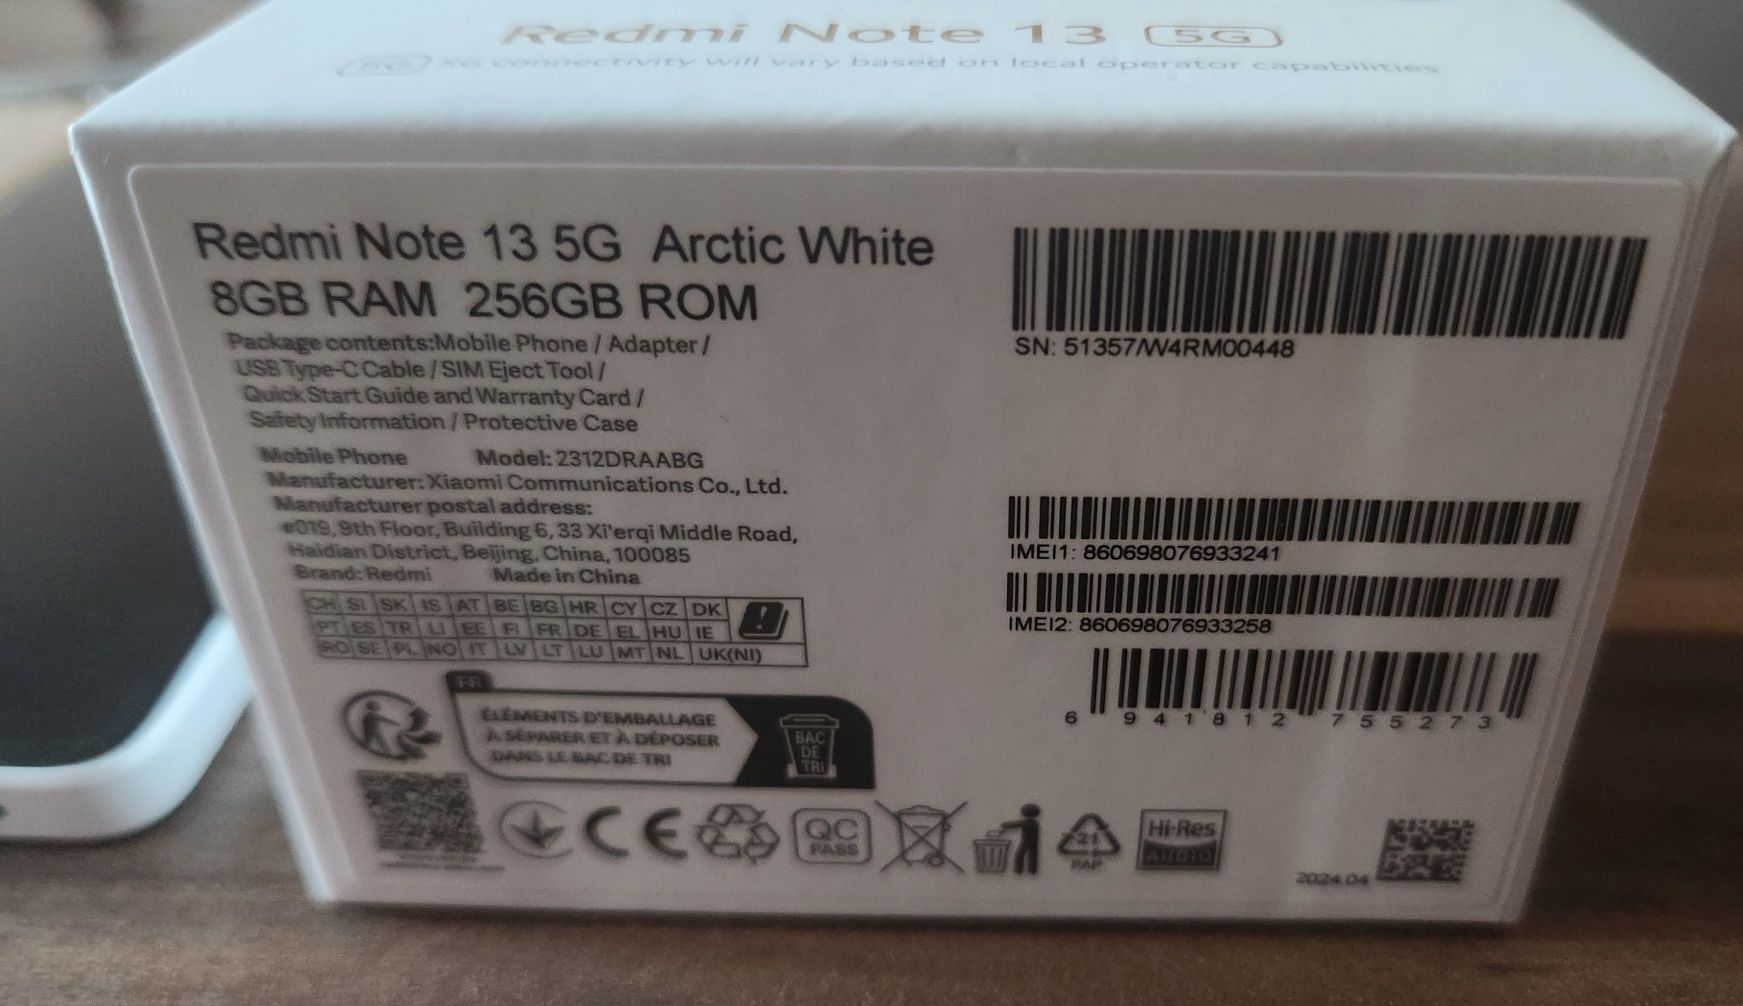 Redmi Note 13 5G
5G 5G connectivity will vary based on local operator capabilities
Redmi Note 13 5G Arctic White
8GB RAM 256GB ROM
Package contents:Mobile Phone / Adapter /
USB Type-C Cable / SIM Eject Tool /
Quick Start Guide and Warranty Card /
Safety Information / Protective Case
Mobile Phone Model: 2312DRAABG
Manufacturer: Xiaomi Communications Co., Ltd.
Manufacturer postal address:
#019, 9th Floor, Building 6, 33 Xi'erqi Middle Road,
Haidian District, Beijing, China, 100085
Brand: Redmi Made in China
CH SI SK IS AT BE BG HR CY CZ DK
PT ES TR LI EE FI FR DE EL HU IE
RO SE PL NO IT LV LT LU MT NL UK(NI)
FR
ÉLÉMENTS D'EMBALLAGE
À SÉPARER ET À DÉPOSER
DANS LE BAC DE TRI
BAC
DE
TRI
CE
QC
PASS
21
PAP
Hi-Res
AUDIO
2024.04
SN: 51357/W4RM00448
IMEI1: 860698076933241
IMEI2: 860698076933258
6 941812 755273